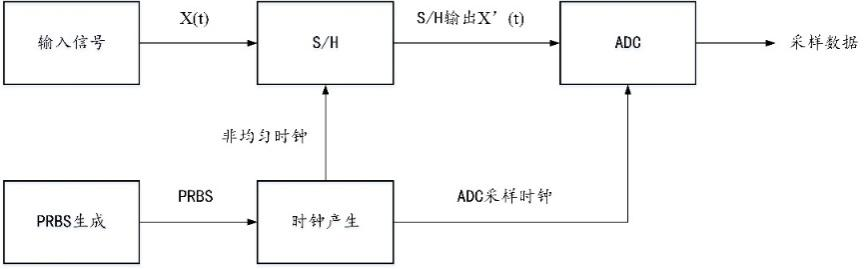 X(t)
S/H输出X’(t)
输入信号
S/H
ADC
采样数据
非均匀时钟
PRBS
ADC采样时钟
PRBS生成
时钟产生